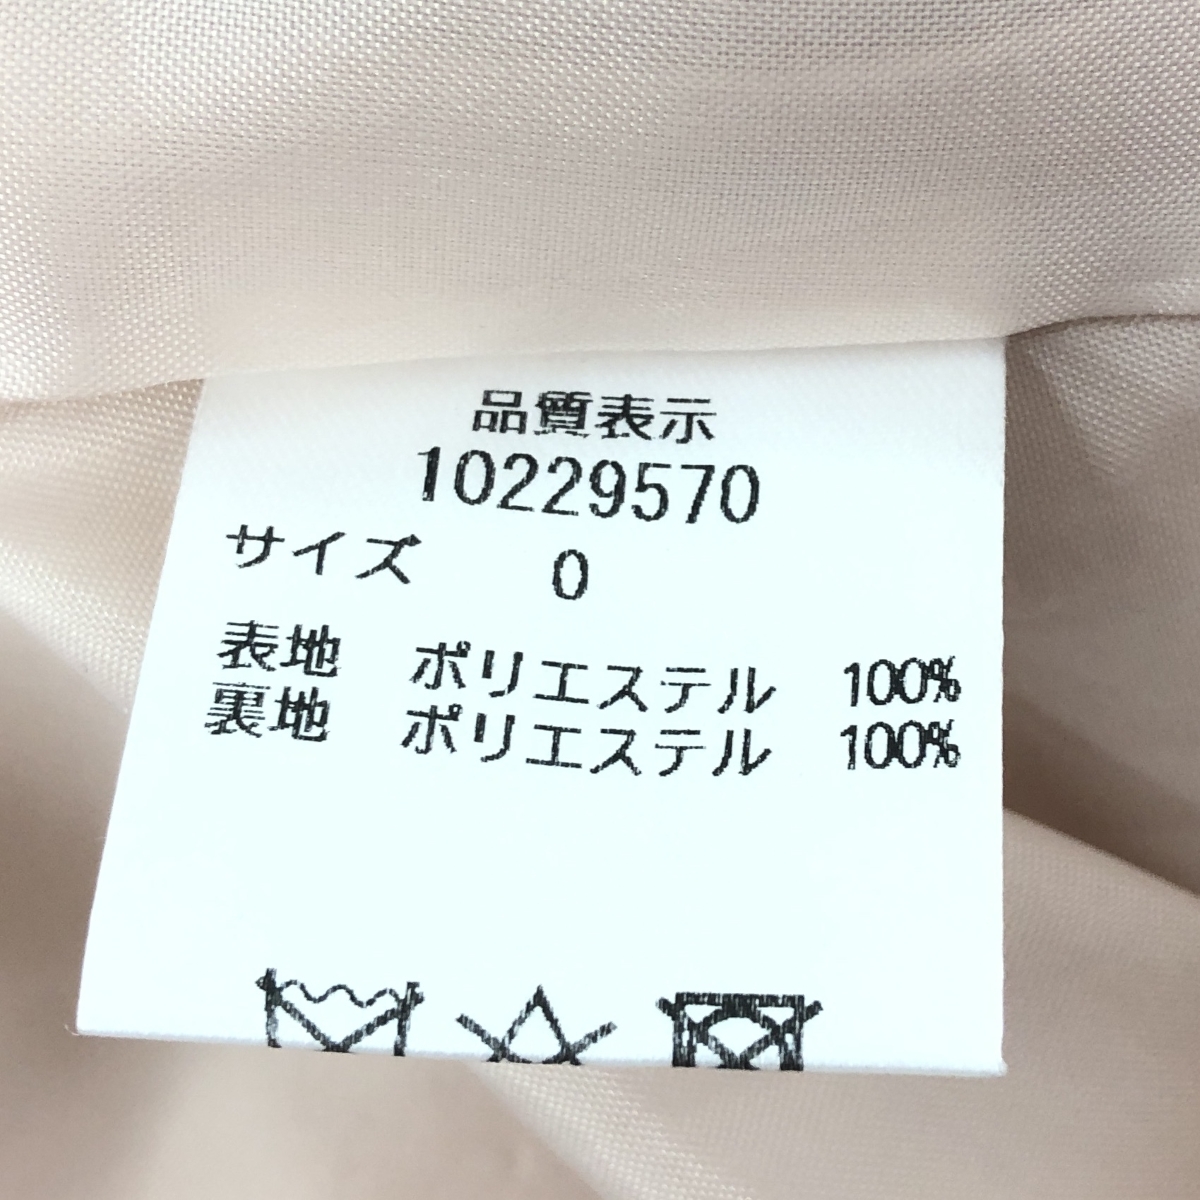 品質表示
10229570
サイズ 0
表地 ポリエステル 100%
裏地 ポリエステル 100%